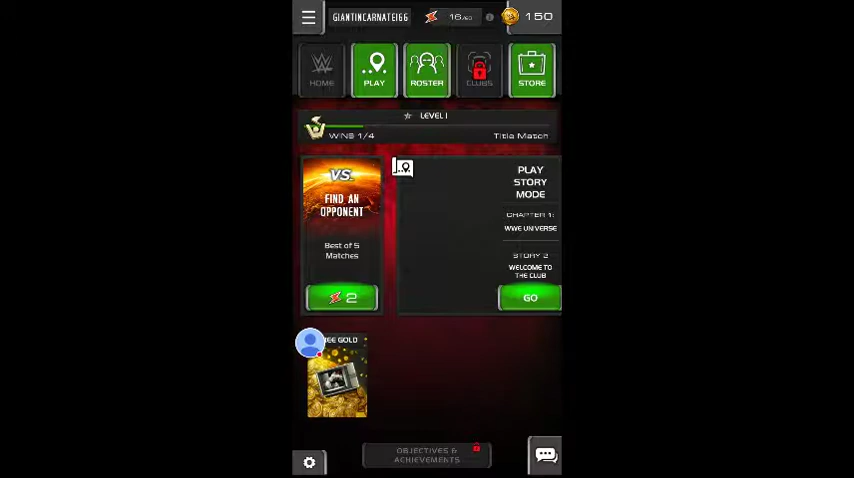 GIANTINCARNATE166
16/60
150
HOME
PLAY
ROSTER
CLUBS
STORE
LEVEL 1
WINS 1/4
Title Match
VS.
FIND AN
OPPONENT
Best of 5
Matches
2
PLAY
STORY
MODE
CHAPTER 1:
WWE UNIVERSE
STORY 2
WELCOME TO
THE CLUB
GO
GOLD
OBJECTIVES &
ACHIEVEMENTS